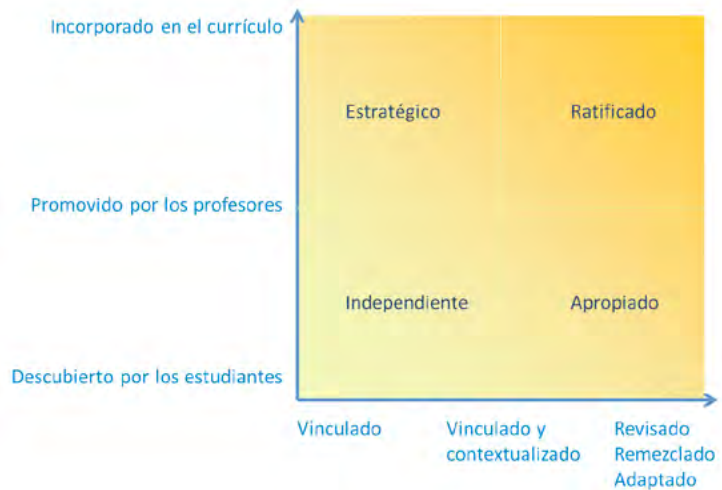 Incorporado en el currículo
Estratégico
Ratificado
Promovido por los profesores
Independiente
Apropiado
Descubierto por los estudiantes
Vinculado
Vinculado y
contextualizado
Revisado
Remezclado
Adaptado